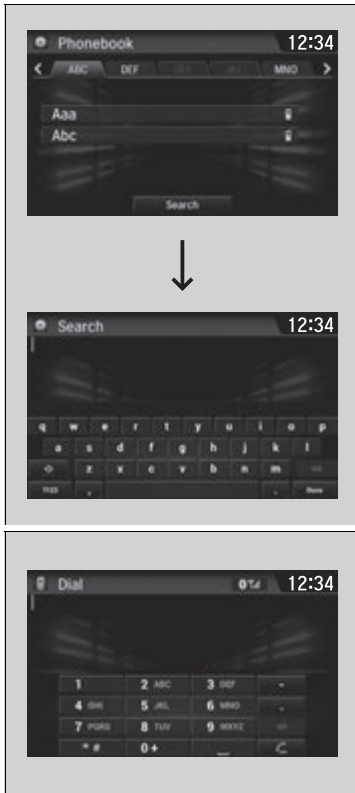 Phonebook 12:34
ABC DEF MNO
Aaa
Abc
Search
Search 12:34
q w e r t y u i o p
a s d f g h j k l
z x c v b n m
, . Done
Dial 12:34
1 2 ABC 3 DEF -
4 GHI 5 JKL 6 MNO .
7 PQRS 8 TUV 9 WXYZ
* # 0 +